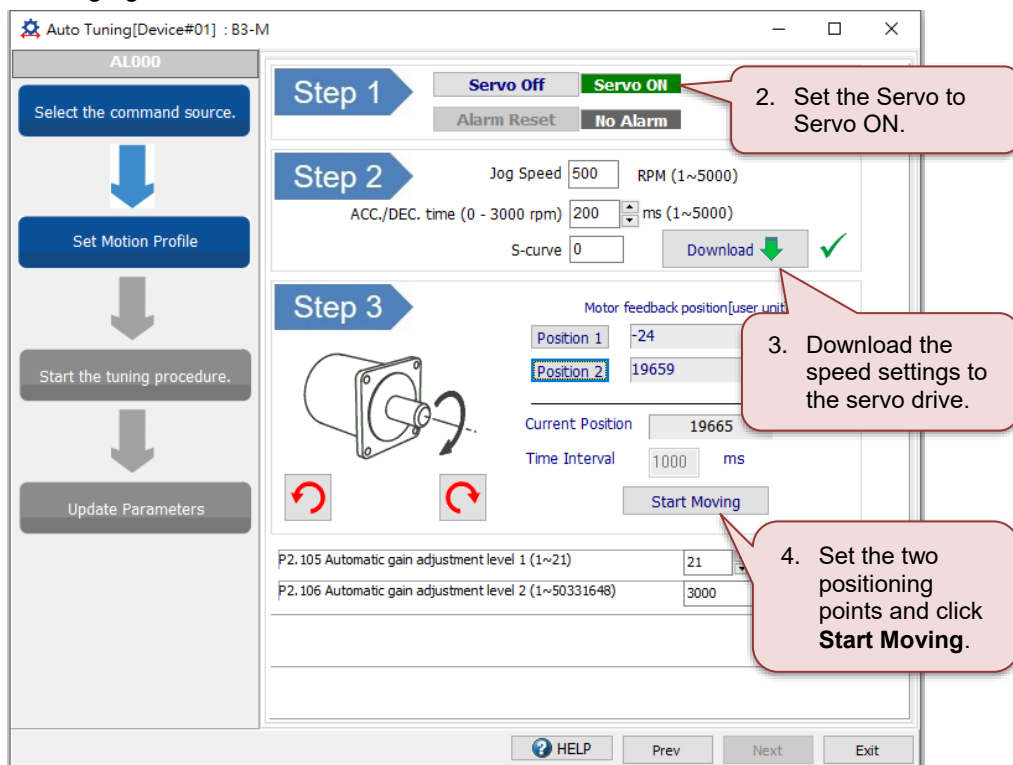 Auto Tuning[Device#01] : B3-M
AL000
Select the command source.
Set Motion Profile
Start the tuning procedure.
Update Parameters
Step 1
Servo Off
Servo ON
Alarm Reset
No Alarm
2. Set the Servo to
Servo ON.
Step 2
Jog Speed 500 RPM (1~5000)
ACC./DEC. time (0 - 3000 rpm) 200 ms (1~5000)
S-curve 0
Download
3. Download the
speed settings to
the servo drive.
Step 3
Motor feedback position[user unit
Position 1 -24
Position 2 19659
Current Position 19665
Time Interval 1000 ms
Start Moving
4. Set the two
positioning
points and click
Start Moving.
P2.105 Automatic gain adjustment level 1 (1~21) 21
P2.106 Automatic gain adjustment level 2 (1~50331648) 3000
HELP
Prev
Next
Exit